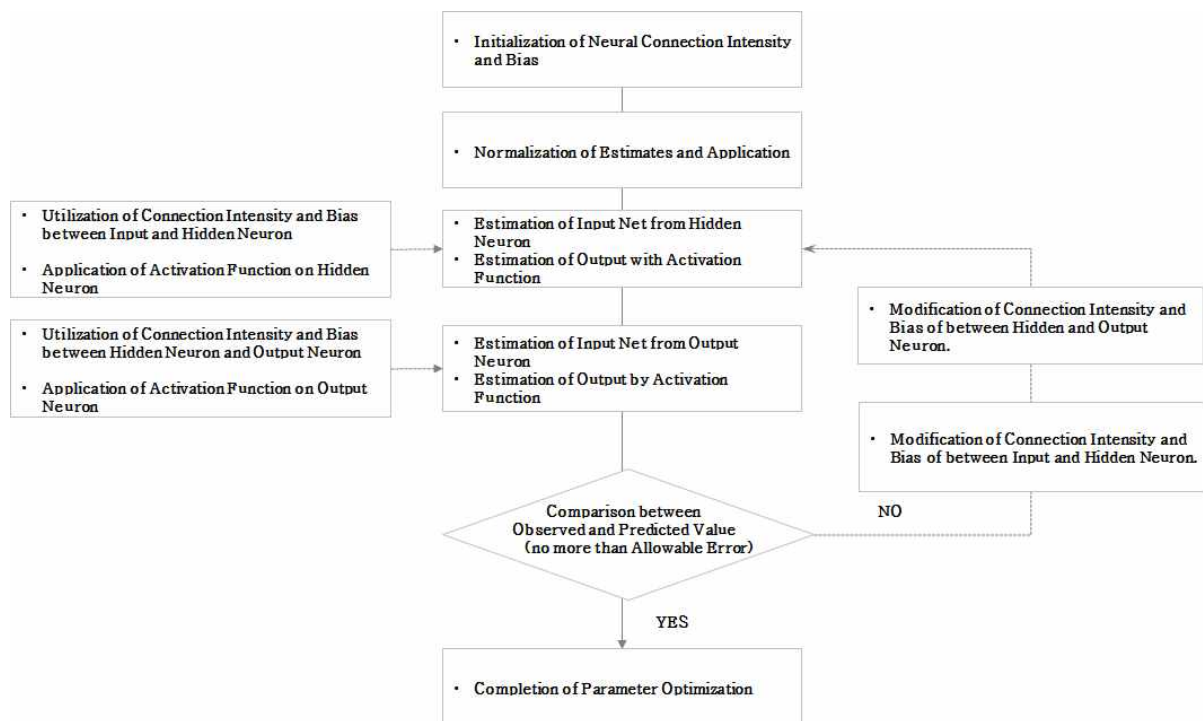 · Initialization of Neural Connection Intensity
and Bias
· Normalization of Estimates and Application
· Utilization of Connection Intensity and Bias
between Input and Hidden Neuron
· Application of Activation Function on Hidden
Neuron
· Estimation of Input Net from Hidden
Neuron
· Estimation of Output with Activation
Function
· Utilization of Connection Intensity and Bias
between Hidden Neuron and Output Neuron
· Application of Activation Function on Output
Neuron
· Estimation of Input Net from Output
Neuron
· Estimation of Output by Activation
Function
· Modification of Connection Intensity and
Bias of between Hidden and Output
Neuron.
· Modification of Connection Intensity and
Bias of between Input and Hidden Neuron.
NO
Comparison between
Observed and Predicted Value
(no more than Allowable Error)
YES
· Completion of Parameter Optimization